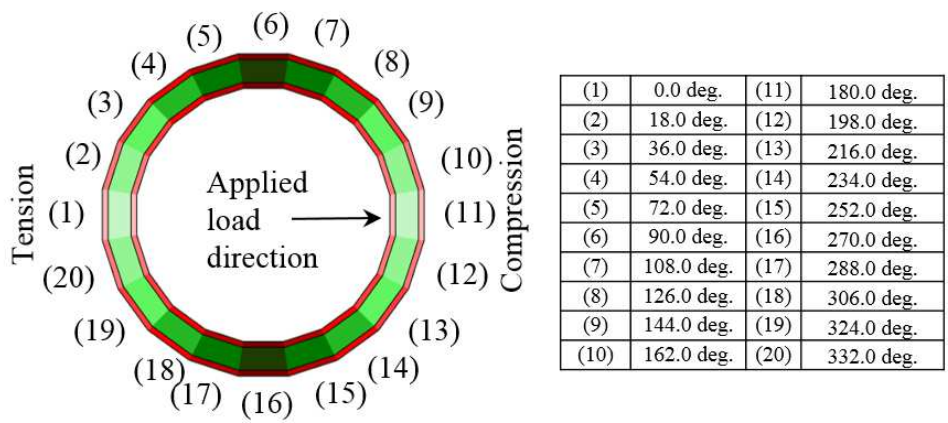 (6)
(5)
(7)
(4)
(8)
(3)
(9)
(2)
(10)
Tension
(1)
Applied
load
direction
(11)
Compression
(20)
(12)
(19)
(13)
(18)
(14)
(17)
(15)
(16)
(1) 0.0 deg. (11) 180.0 deg.
(2) 18.0 deg. (12) 198.0 deg.
(3) 36.0 deg. (13) 216.0 deg.
(4) 54.0 deg. (14) 234.0 deg.
(5) 72.0 deg. (15) 252.0 deg.
(6) 90.0 deg. (16) 270.0 deg.
(7) 108.0 deg. (17) 288.0 deg.
(8) 126.0 deg. (18) 306.0 deg.
(9) 144.0 deg. (19) 324.0 deg.
(10) 162.0 deg. (20) 332.0 deg.